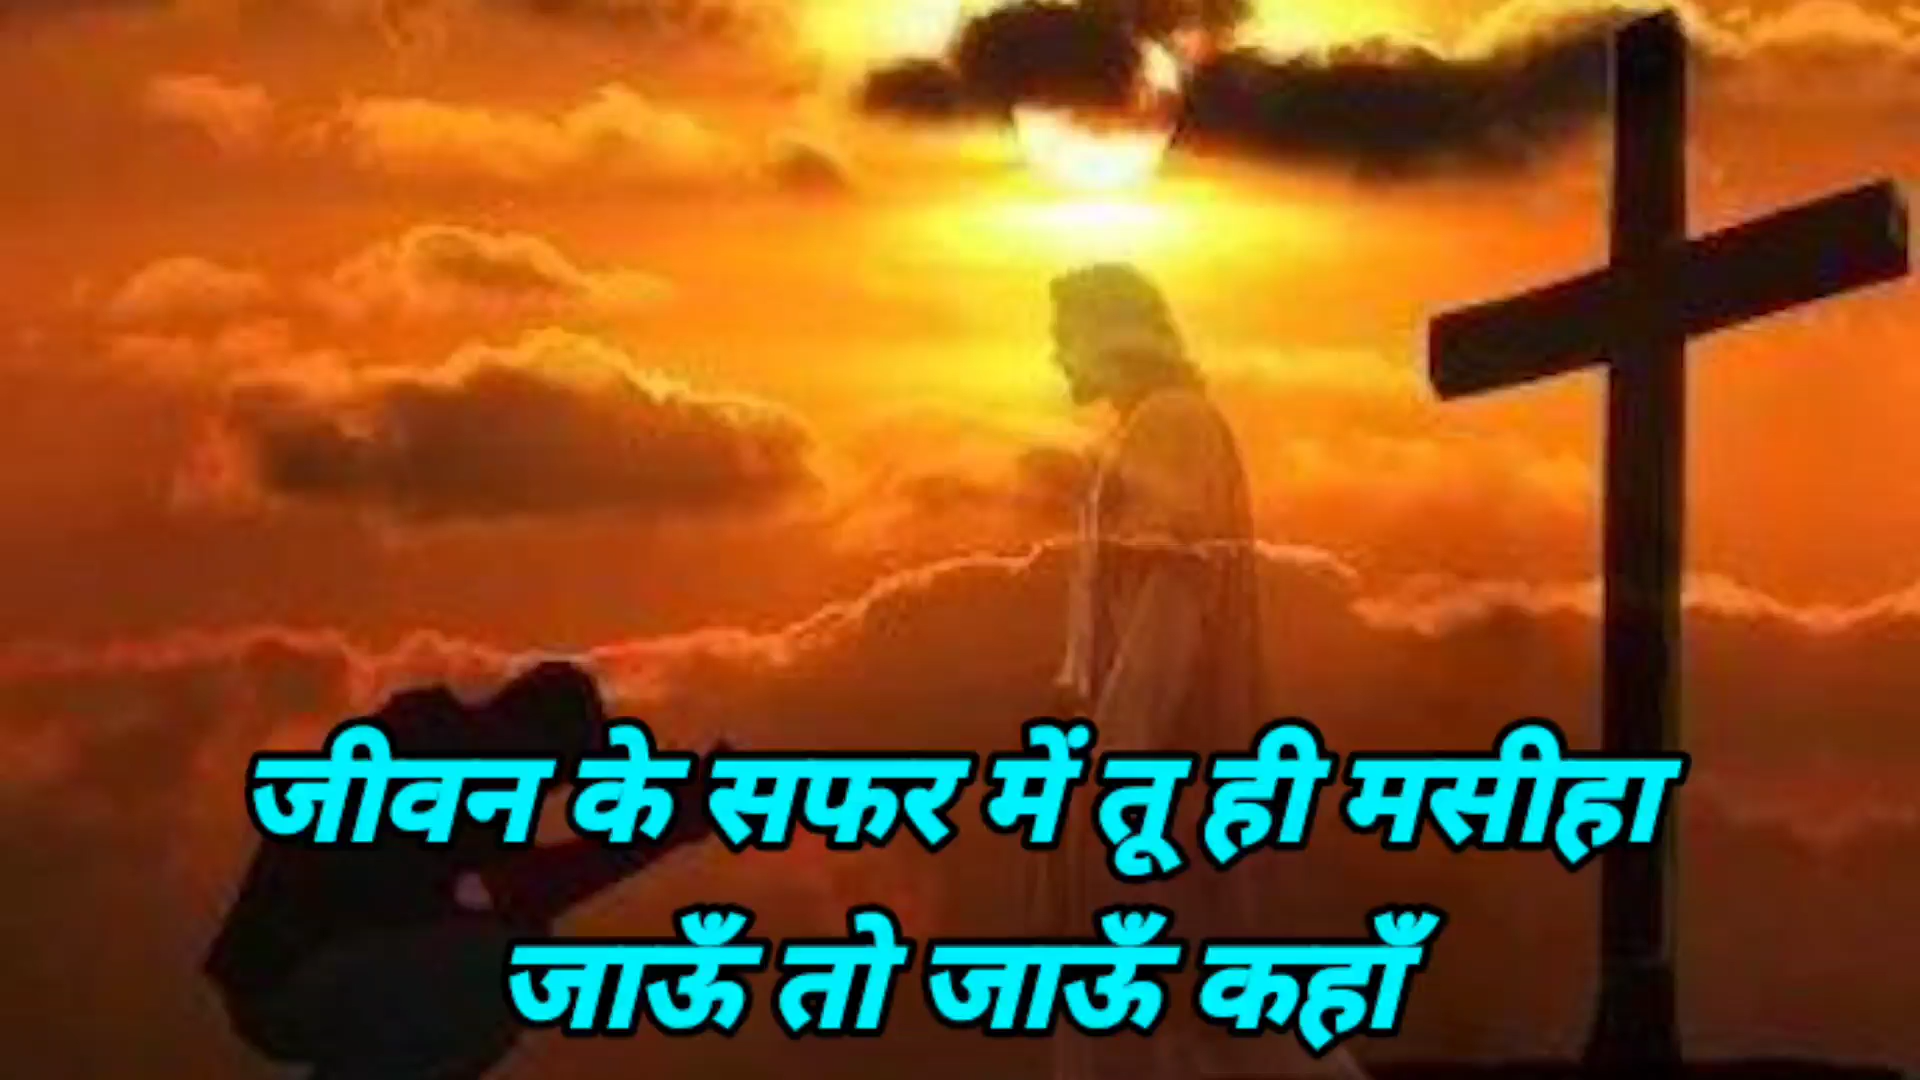 जीवन के सफर में तू ही मसीहा
जाऊँ तो जाऊँ कहाँ